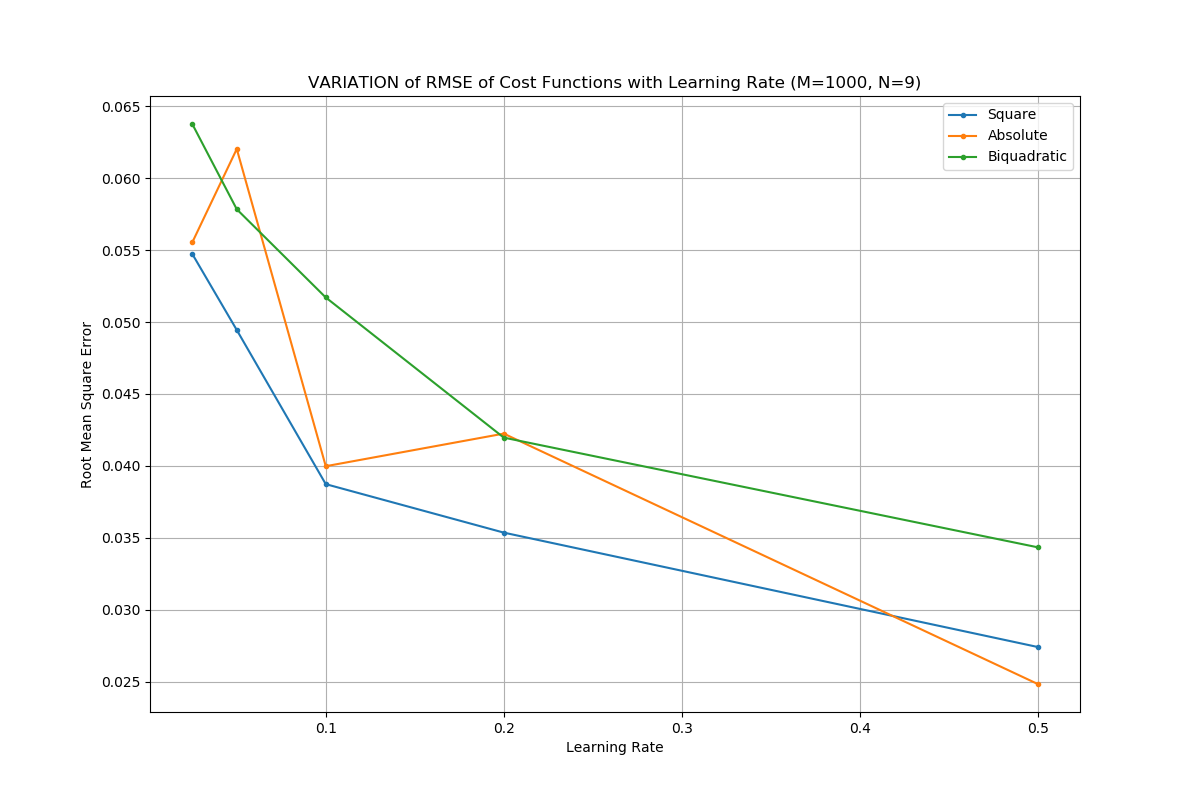 VARIATION of RMSE of Cost Functions with Learning Rate (M=1000, N=9)
Square
Absolute
Biquadratic
0.065
0.060
0.055
0.050
0.045
0.040
0.035
0.030
0.025
Root Mean Square Error
0.1 0.2 0.3 0.4 0.5
Learning Rate